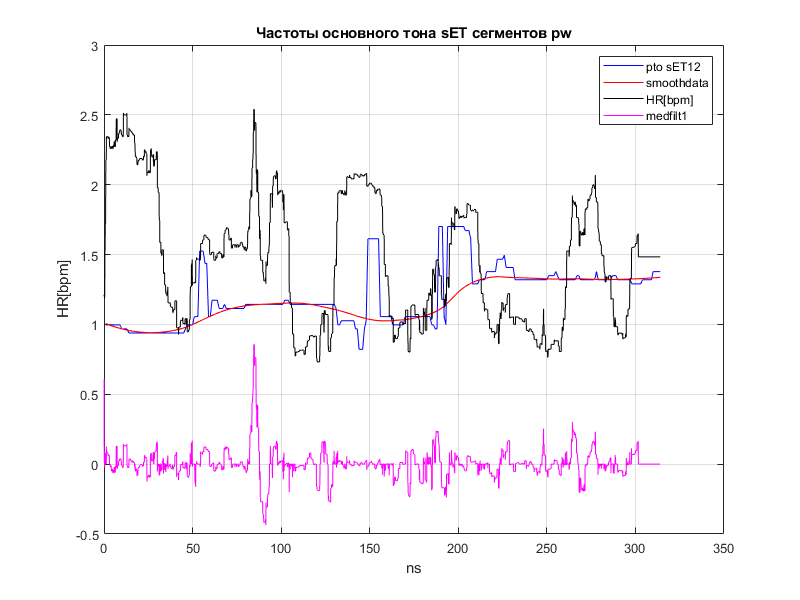 Частоты основного тона sET сегментов pw
pto sET12
smoothdata
HR[bpm]
medfilt1
3
2.5
2
1.5
1
0.5
0
-0.5
HR[bpm]
0
50
100
150
200
250
300
350
ns